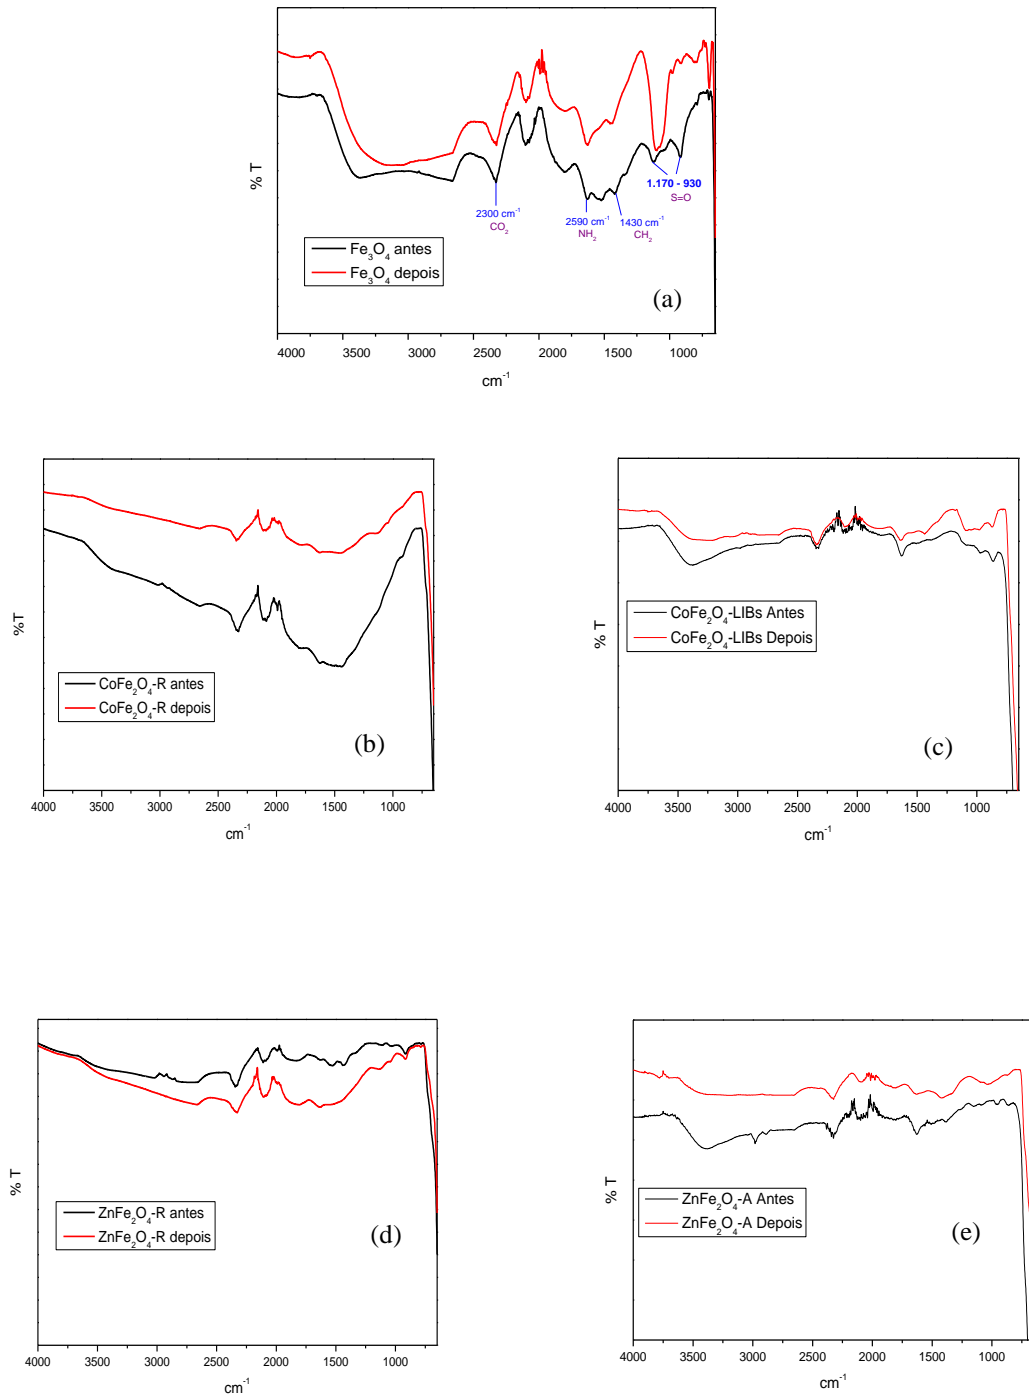 % T
1.170 - 930
S=O
2300 cm-1
CO2
2590 cm-1
NH2
1430 cm-1
CH2
Fe3O4 antes
Fe3O4 depois
(a)
4000 3500 3000 2500 2000 1500 1000
cm-1
%T
CoFe2O4-R antes
CoFe2O4-R depois
(b)
4000 3500 3000 2500 2000 1500 1000
cm-1
% T
CoFe2O4-LIBs Antes
CoFe2O4-LIBs Depois
(c)
4000 3500 3000 2500 2000 1500 1000
cm-1
% T
ZnFe2O4-R antes
ZnFe2O4-R depois
(d)
4000 3500 3000 2500 2000 1500 1000
cm-1
% T
ZnFe2O4-A Antes
ZnFe2O4-A Depois
(e)
4000 3500 3000 2500 2000 1500 1000
cm-1